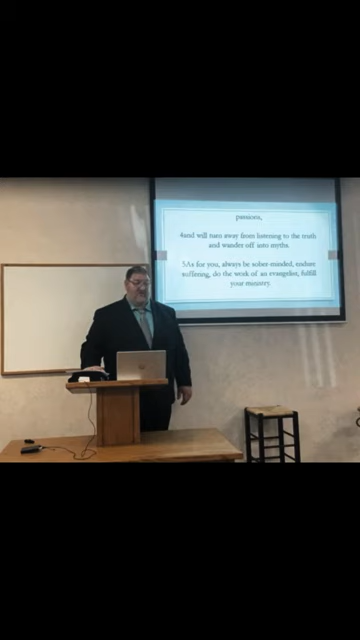 passions,
4and will turn away from listening to the truth
and wander off into myths.
5As for you, always be sober-minded, endure
suffering, do the work of an evangelist, fulfill
your ministry.